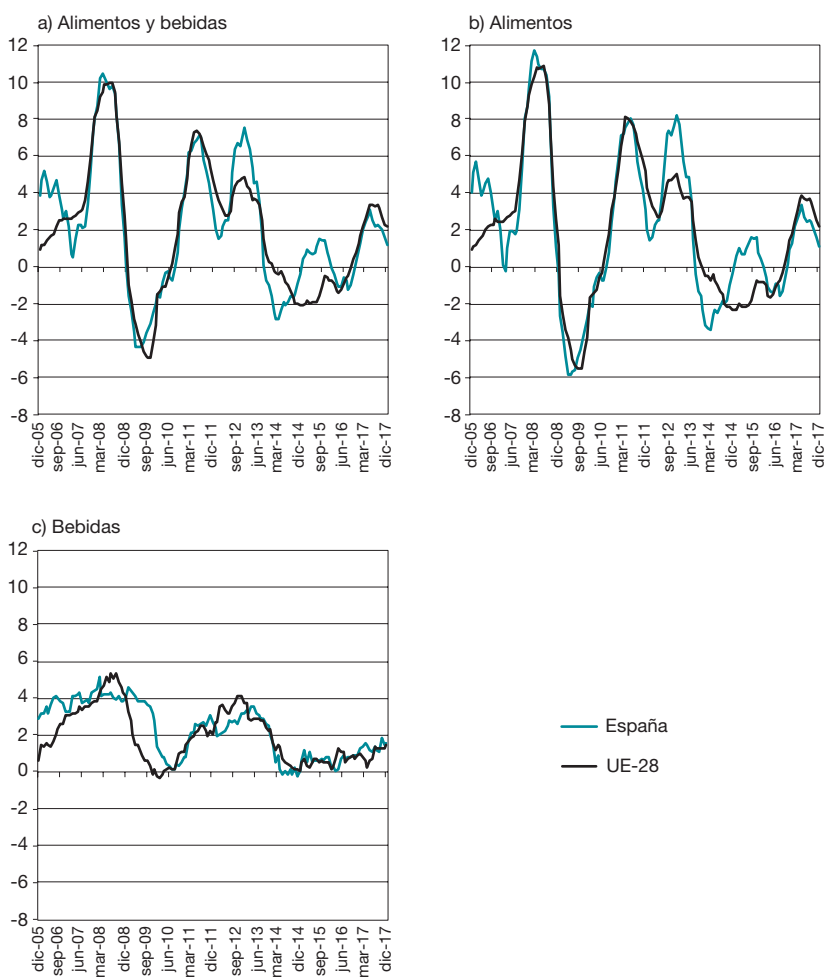 a) Alimentos y bebidas
12
10
8
6
4
2
0
-2
-4
-6
-8
dic-05
sep-06
jun-07
mar-08
dic-08
sep-09
jun-10
mar-11
dic-11
sep-12
jun-13
mar-14
dic-14
sep-15
jun-16
mar-17
dic-17
b) Alimentos
12
10
8
6
4
2
0
-2
-4
-6
-8
dic-05
sep-06
jun-07
mar-08
dic-08
sep-09
jun-10
mar-11
dic-11
sep-12
jun-13
mar-14
dic-14
sep-15
jun-16
mar-17
dic-17
c) Bebidas
12
10
8
6
4
2
0
-2
-4
-6
-8
dic-05
sep-06
jun-07
mar-08
dic-08
sep-09
jun-10
mar-11
dic-11
sep-12
jun-13
mar-14
dic-14
sep-15
jun-16
mar-17
dic-17
España
UE-28